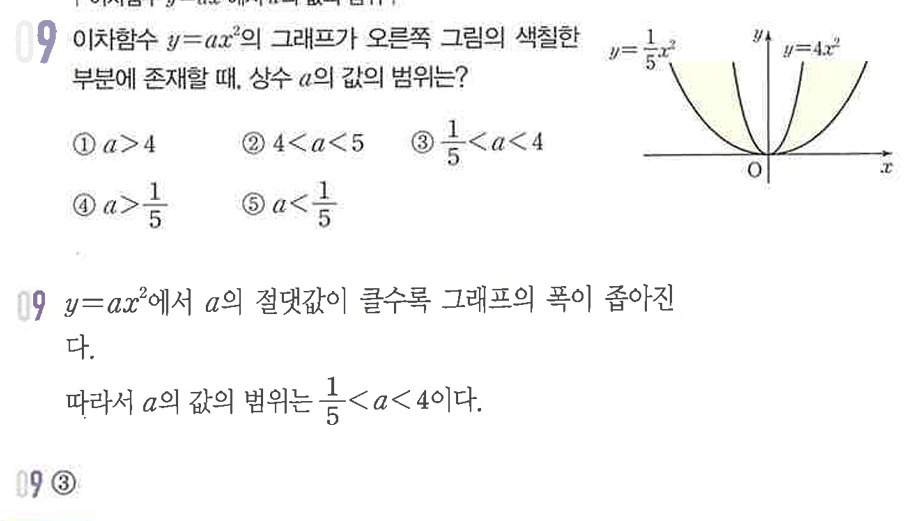 09 이차함수 y=ax²의 그래프가 오른쪽 그림의 색칠한
부분에 존재할 때, 상수 a의 값의 범위는?
① a>4 ② 4<a<5 ③ 1/5<a<4
④ a>1/5 ⑤ a<1/5
y=1/5x² y y=4x²
O x
09 y=ax²에서 a의 절댓값이 클수록 그래프의 폭이 좁아진
다.
따라서 a의 값의 범위는 1/5<a<4이다.
09 ③